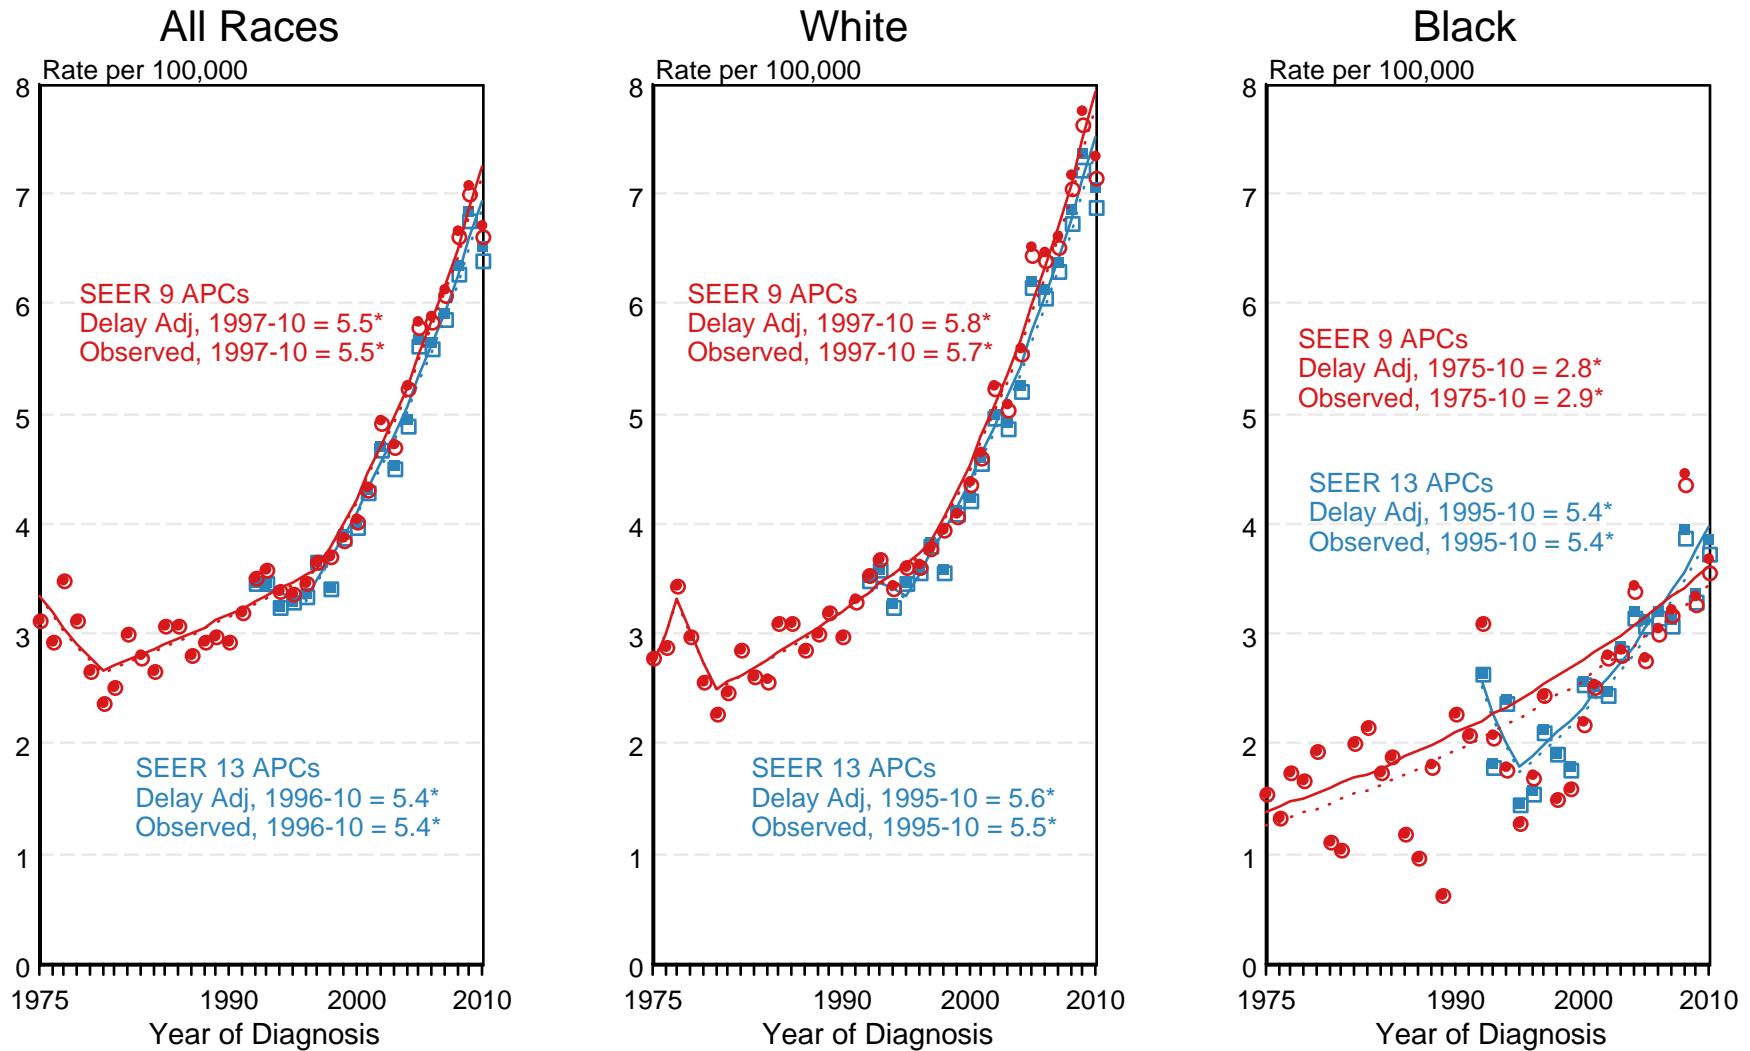 All Races
Rate per 100,000
8
7
6
5
4
3
2
1
0
SEER 9 APCs
Delay Adj, 1997-10 = 5.5*
Observed, 1997-10 = 5.5*
SEER 13 APCs
Delay Adj, 1996-10 = 5.4*
Observed, 1996-10 = 5.4*
1975 1990 2000 2010
Year of Diagnosis
White
Rate per 100,000
8
7
6
5
4
3
2
1
0
SEER 9 APCs
Delay Adj, 1997-10 = 5.8*
Observed, 1997-10 = 5.7*
SEER 13 APCs
Delay Adj, 1995-10 = 5.6*
Observed, 1995-10 = 5.5*
1975 1990 2000 2010
Year of Diagnosis
Black
Rate per 100,000
8
7
6
5
4
3
2
1
0
SEER 9 APCs
Delay Adj, 1975-10 = 2.8*
Observed, 1975-10 = 2.9*
SEER 13 APCs
Delay Adj, 1995-10 = 5.4*
Observed, 1995-10 = 5.4*
1975 1990 2000 2010
Year of Diagnosis